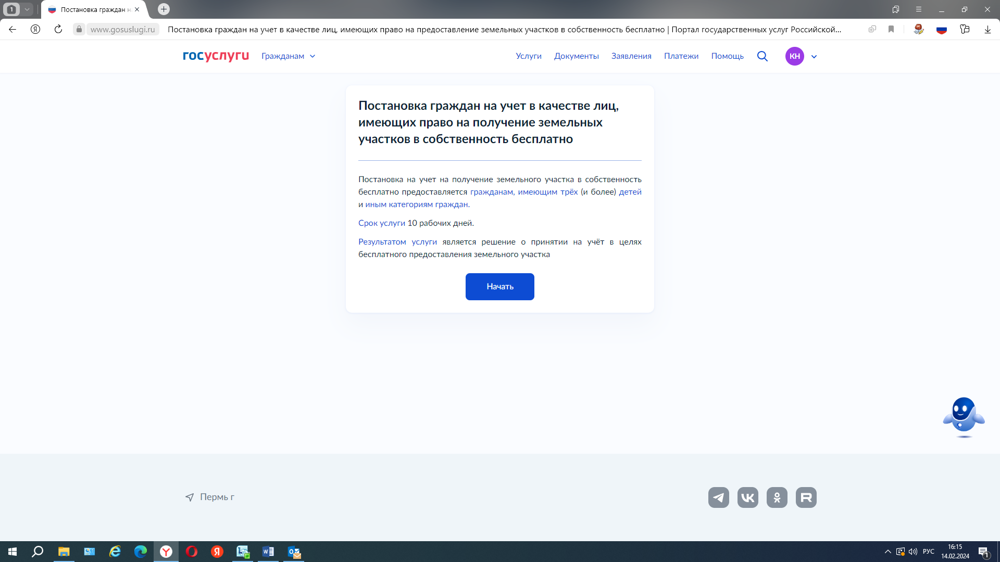 1
Постановка граждан н
www.gosuslugi.ru
Постановка граждан на учет в качестве лиц, имеющих право на предоставление земельных участков в собственность бесплатно | Портал государственных услуг Российской...
госуслуги
Гражданам
Услуги
Документы
Заявления
Платежи
Помощь
КН
Постановка граждан на учет в качестве лиц,
имеющих право на получение земельных
участков в собственность бесплатно
Постановка на учет на получение земельного участка в собственность
бесплатно предоставляется гражданам, имеющим трёх (и более) детей
и иным категориям граждан.
Срок услуги 10 рабочих дней.
Результатом услуги является решение о принятии на учёт в целях
бесплатного предоставления земельного участка
Начать
Пермь г
РУС
16:15
14.02.2024
1